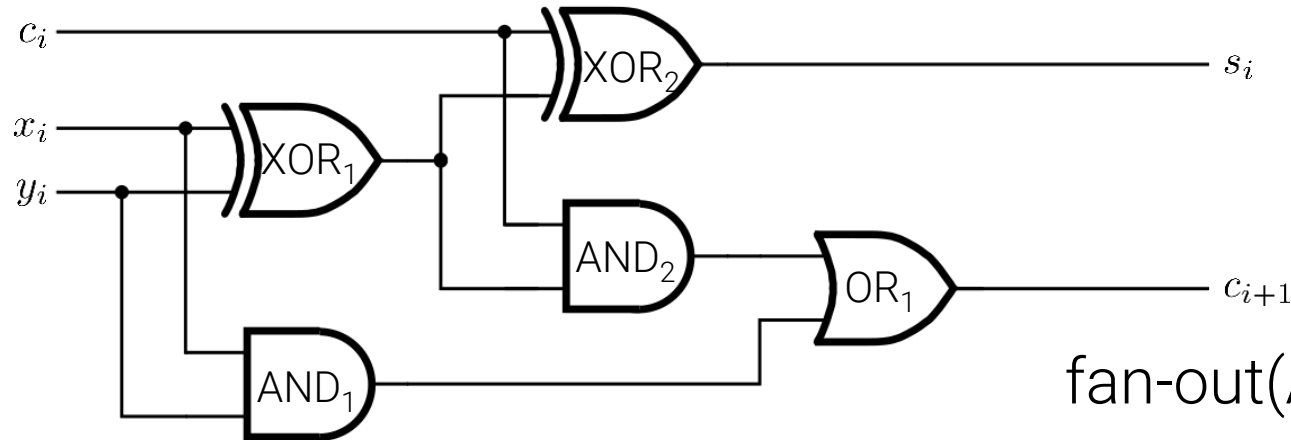 c_i
x_i
y_i
XOR_1
XOR_2
AND_2
AND_1
OR_1
s_i
c_{i+1}
fan-out(